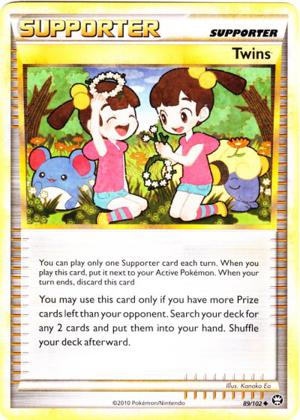 SUPPORTER
SUPPORTER
Twins
You can play only one Supporter card each turn. When you
play this card, put it next to your Active Pokémon. When your
turn ends, discard this card
You may use this card only if you have more Prize
cards left than your opponent. Search your deck for
any 2 cards and put them into your hand. Shuffle
your deck afterward.
Illus. Kanako Eo
©2010 Pokémon/Nintendo
89/102